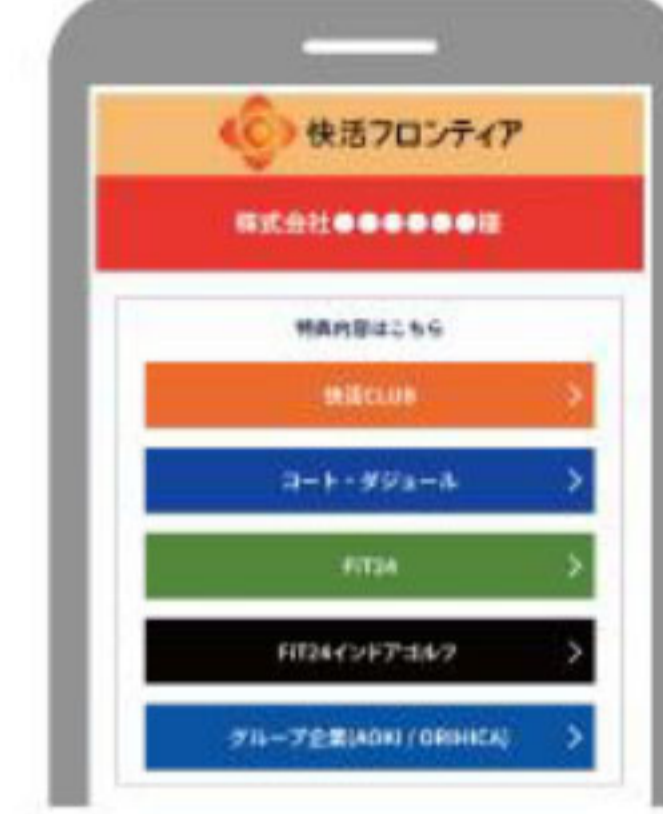 快活フロンティア
株式会社●●●●●●様
特典内容はこちら
快活CLUB
コート・ダジュール
FiT24
FiT24インドアゴルフ
グループ企業(AOKI / ORIHICA)